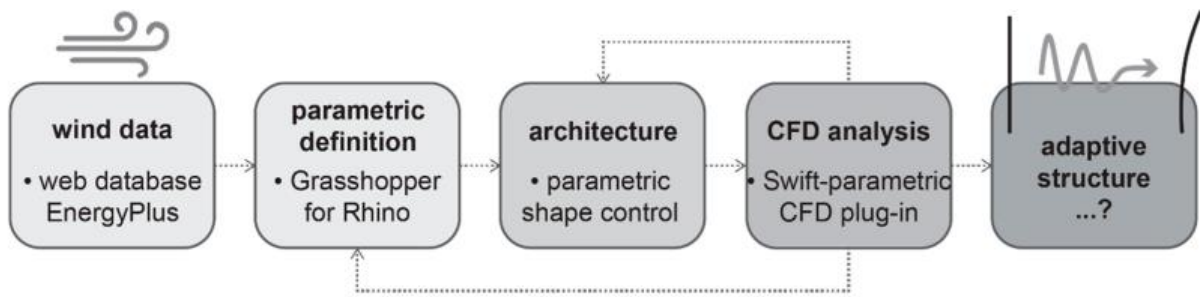 wind data
• web database
EnergyPlus
parametric
definition
• Grasshopper
for Rhino
architecture
• parametric
shape control
CFD analysis
• Swift-parametric
CFD plug-in
adaptive
structure
...?